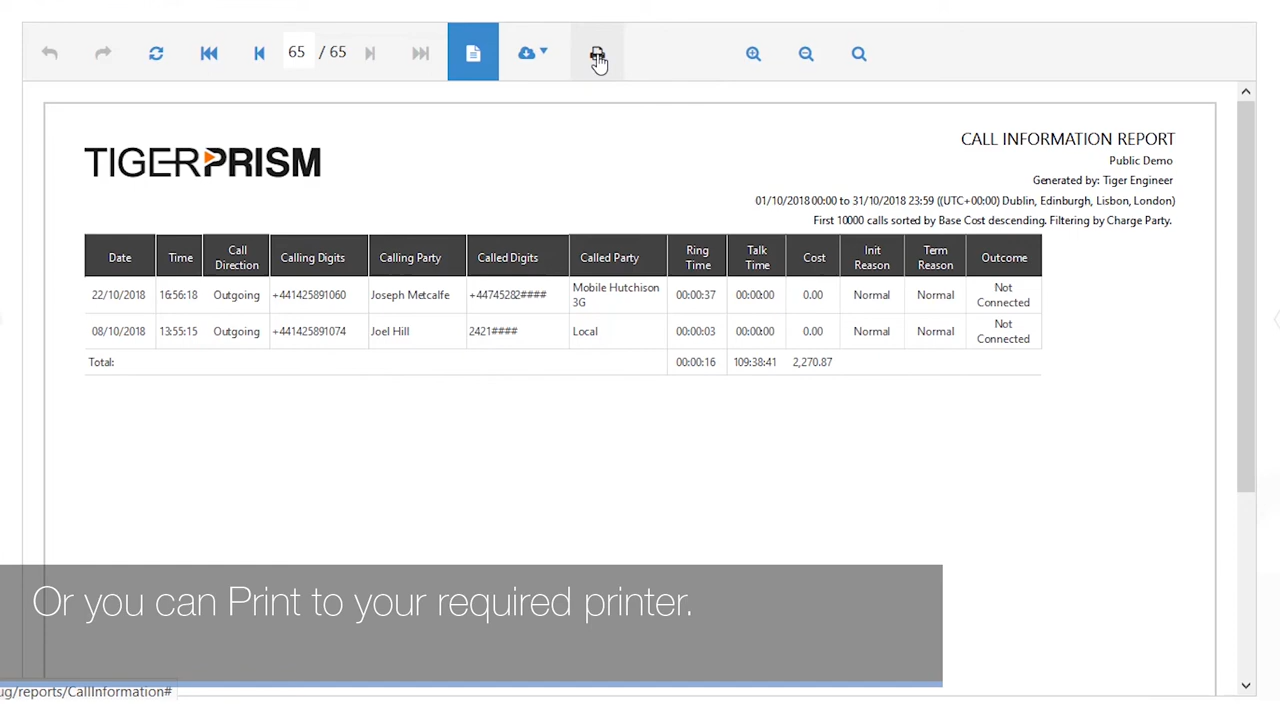 65 / 65
TIGERPRISM
CALL INFORMATION REPORT
Public Demo
Generated by: Tiger Engineer
01/10/2018 00:00 to 31/10/2018 23:59 ((UTC+00:00) Dublin, Edinburgh, Lisbon, London)
First 10000 calls sorted by Base Cost descending. Filtering by Charge Party.
Date Time Call Direction Calling Digits Calling Party Called Digits Called Party Ring Time Talk Time Cost Init Reason Term Reason Outcome
22/10/2018 16:56:18 Outgoing +441425891060 Joseph Metcalfe +44745282#### Mobile Hutchison 3G 00:00:37 00:00:00 0.00 Normal Normal Not Connected
08/10/2018 13:55:15 Outgoing +441425891074 Joel Hill 2421#### Local 00:00:03 00:00:00 0.00 Normal Normal Not Connected
Total: 00:00:16 109:38:41 2,270.87
Or you can Print to your required printer.
ug/reports/CallInformation#